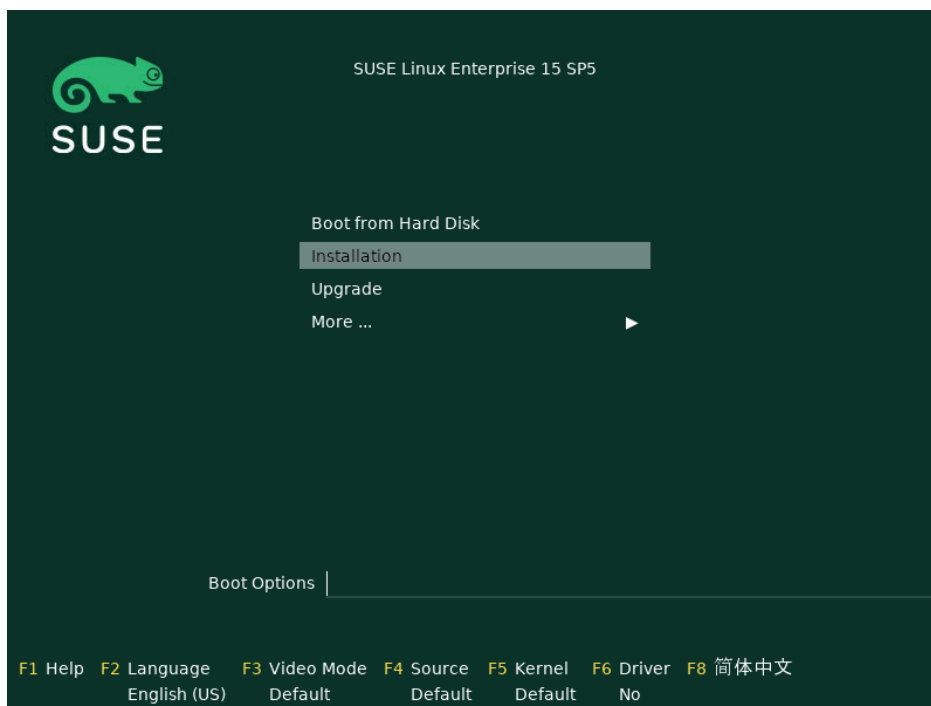 SUSE
SUSE Linux Enterprise 15 SP5
Boot from Hard Disk
Installation
Upgrade
More ...
Boot Options
F1 Help F2 Language F3 Video Mode F4 Source F5 Kernel F6 Driver F8 简体中文
English (US) Default Default Default No